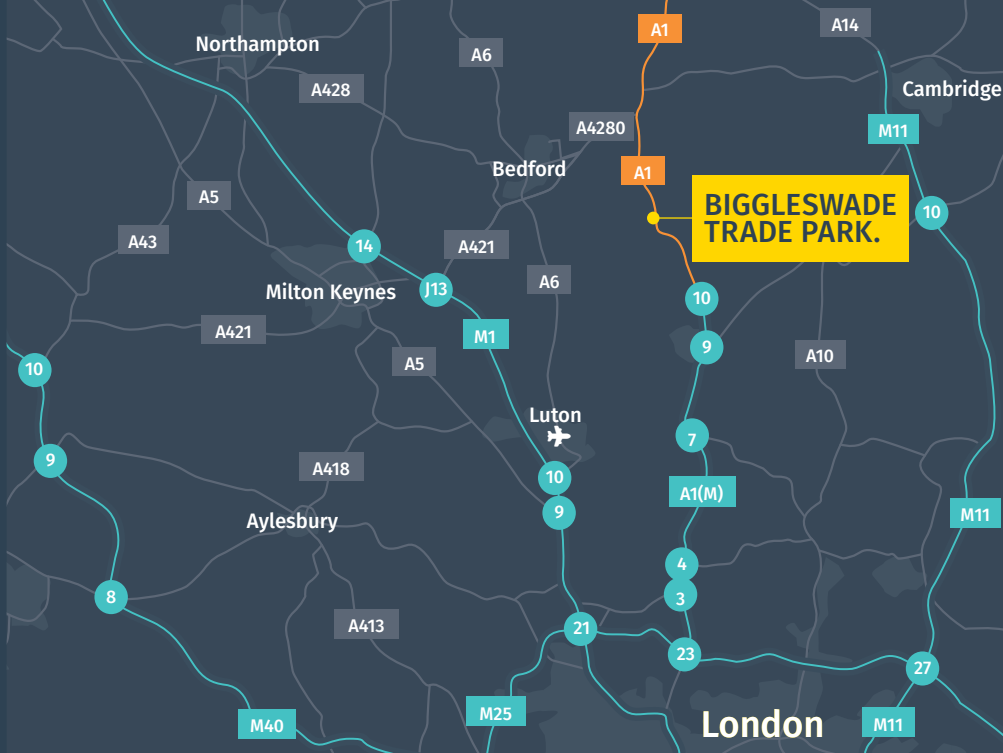 A1
A14
Northampton
A6
A428
Cambridge
A4280
M11
Bedford
A1
A5
BIGGLESWADE
TRADE PARK.
10
A43
14
A421
A6
Milton Keynes
J13
10
A421
M1
9
A10
A5
10
Luton
7
9
A418
10
A1(M)
9
M11
Aylesbury
4
8
3
A413
21
23
27
M25
London
M11
M40